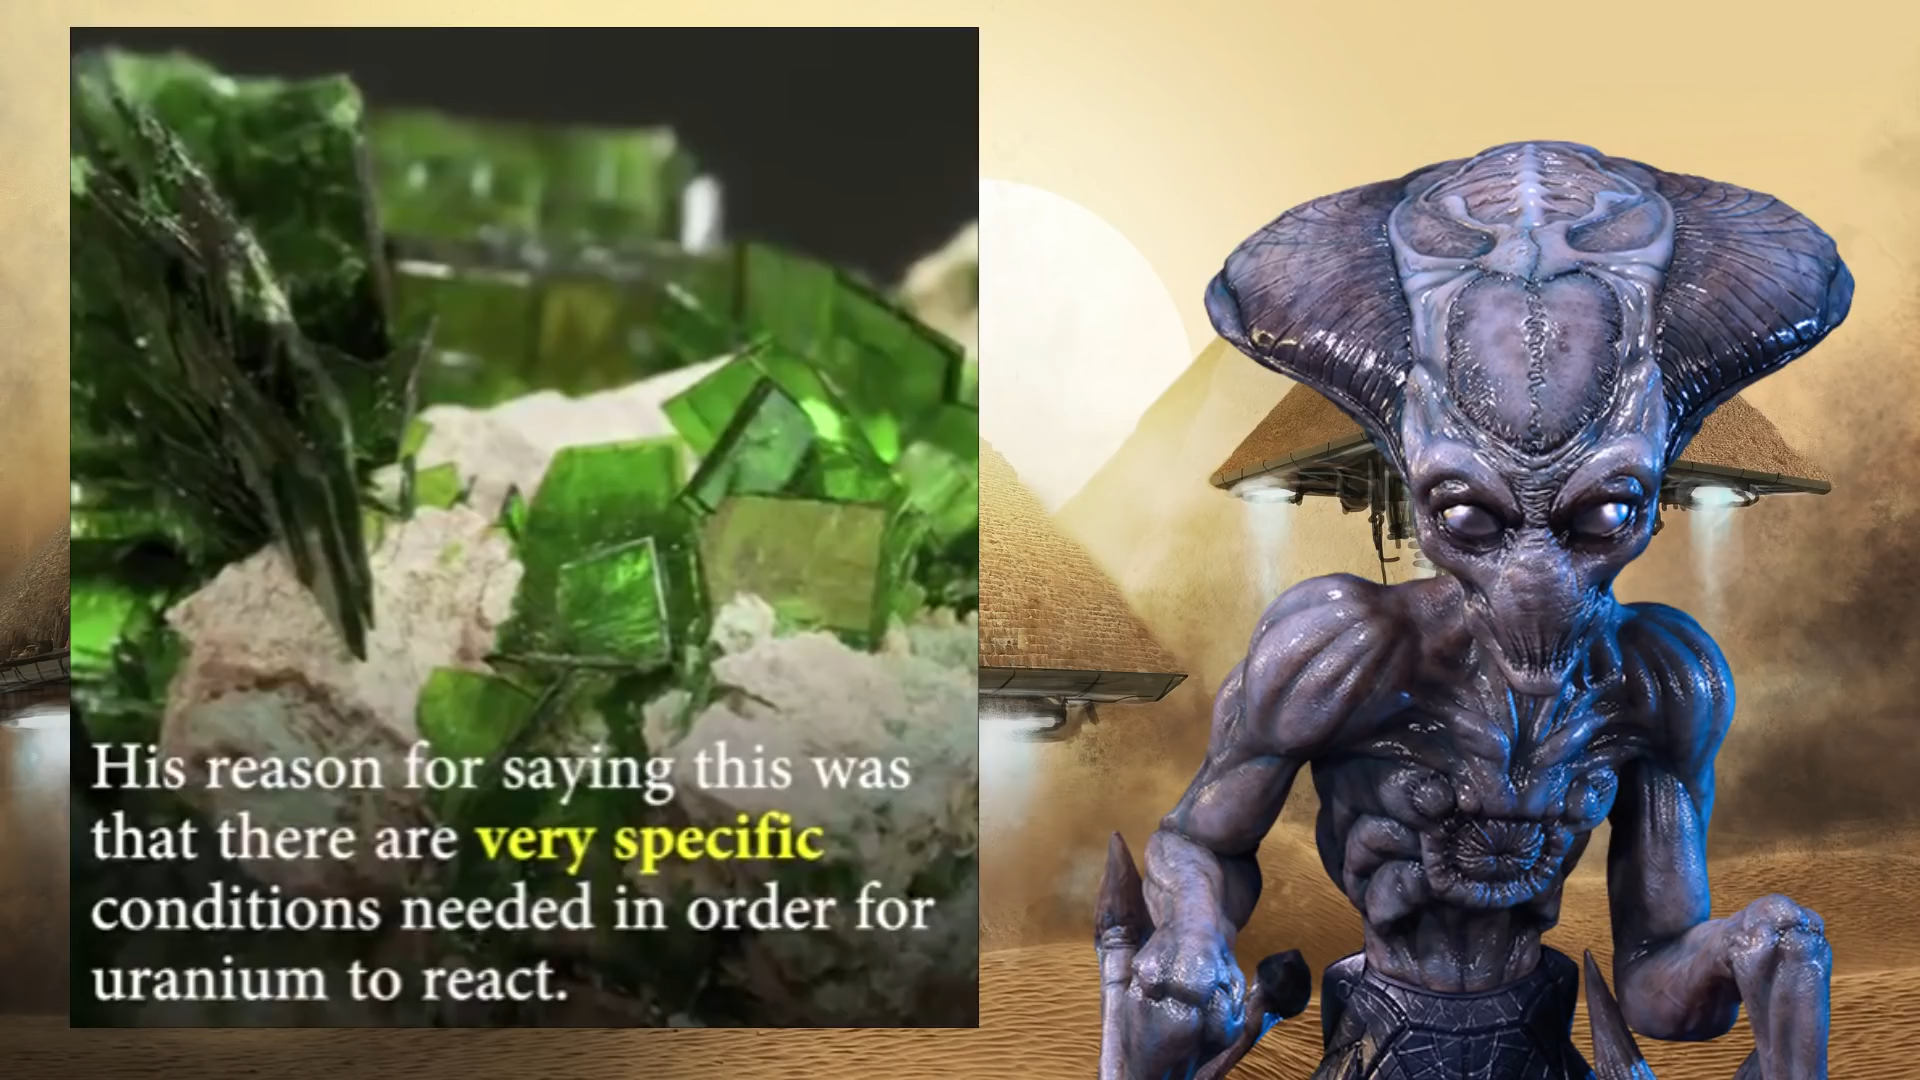 His reason for saying this was
that there are very specific
conditions needed in order for
uranium to react.